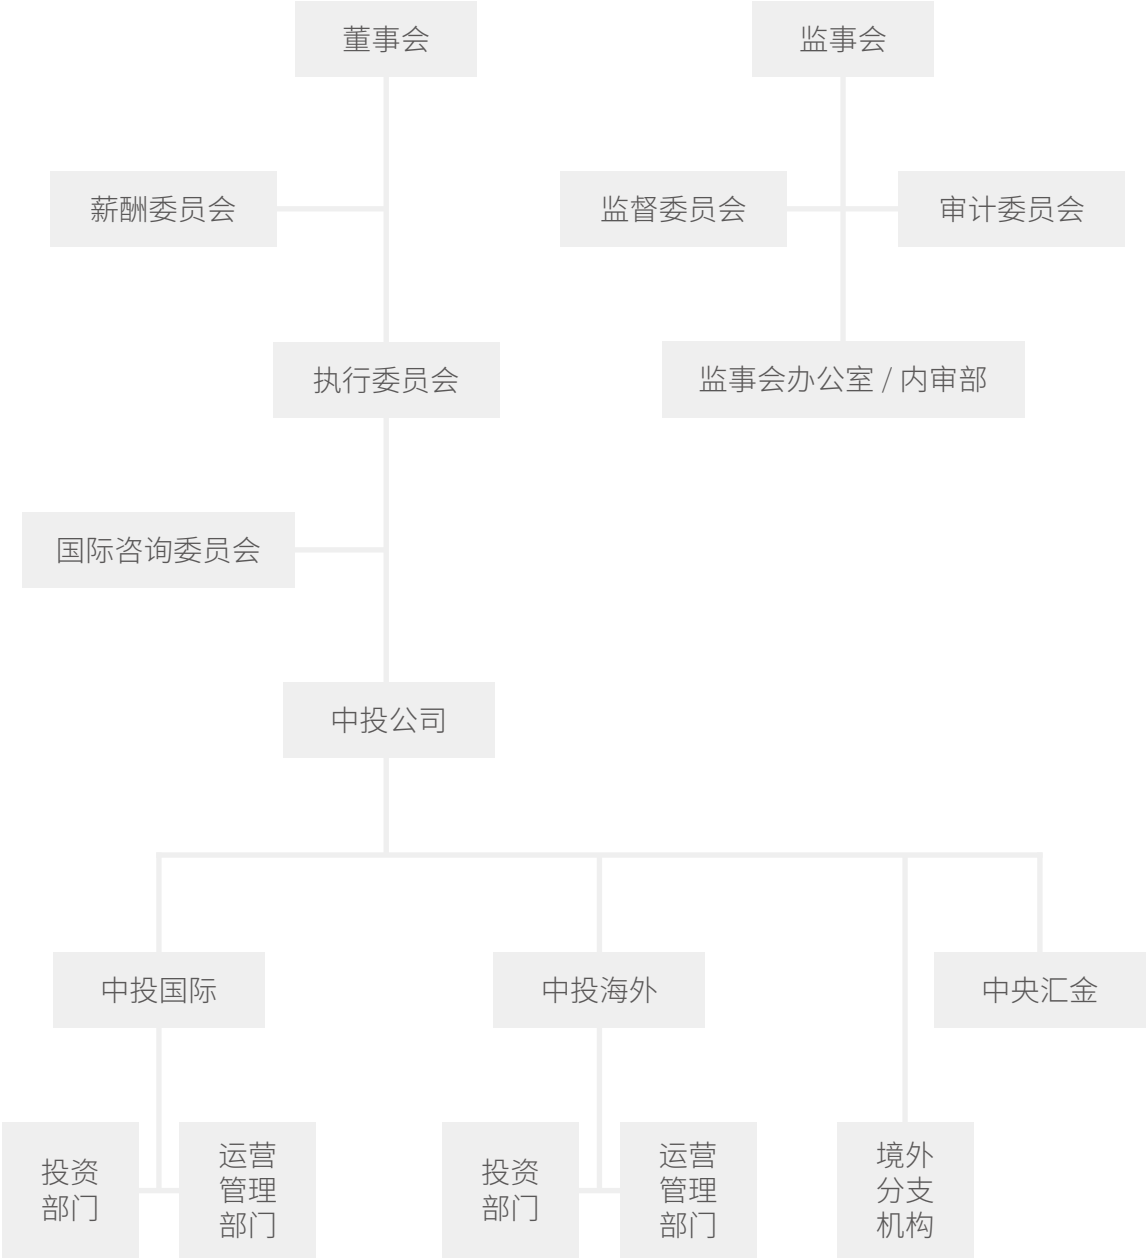 董事会
监事会
薪酬委员会
监督委员会
审计委员会
执行委员会
监事会办公室 / 内审部
国际咨询委员会
中投公司
中投国际
中投海外
中央汇金
投资
部门
运营
管理
部门
投资
部门
运营
管理
部门
境外
分支
机构